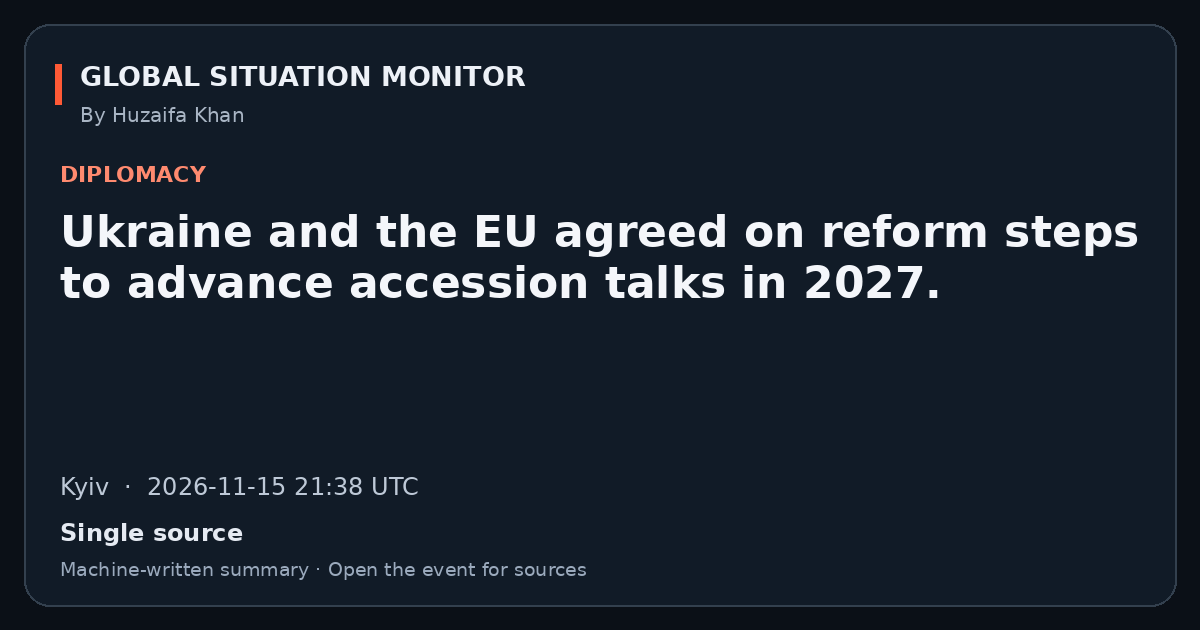 GLOBAL SITUATION MONITOR
By Huzaifa Khan
DIPLOMACY
Ukraine and the EU agreed on reform steps
to advance accession talks in 2027.
Kyiv · 2026-11-15 21:38 UTC
Single source
Machine-written summary · Open the event for sources